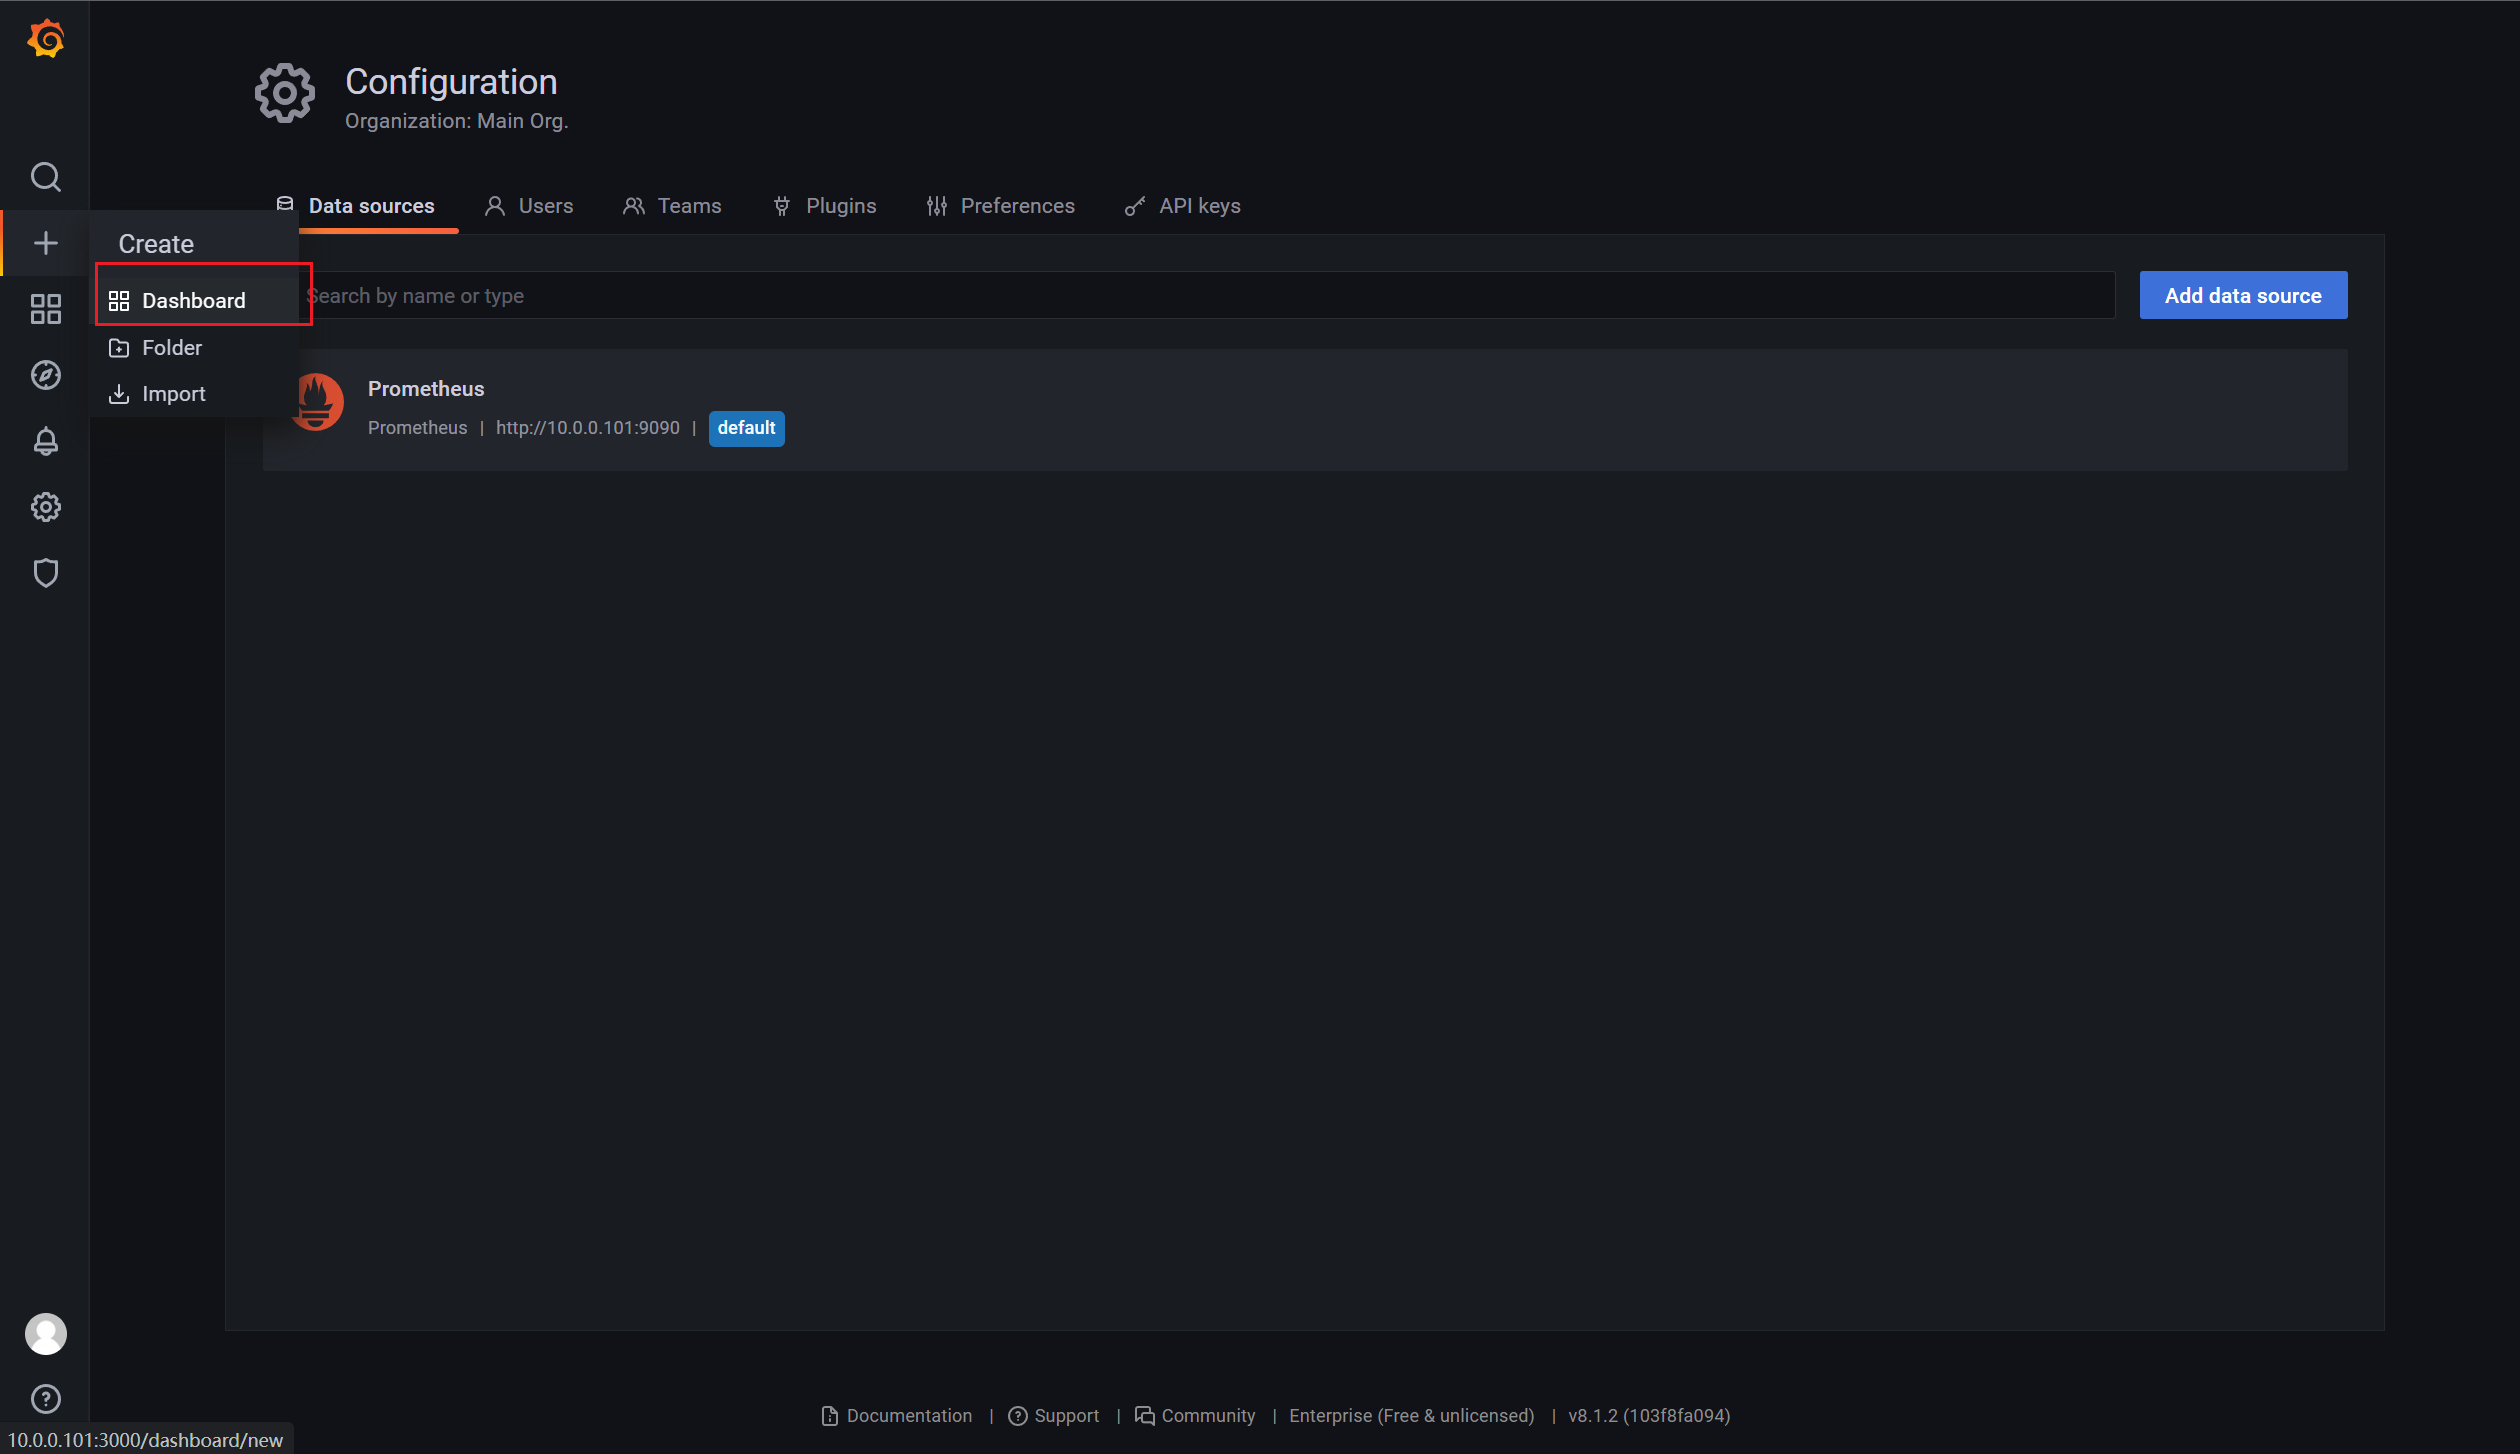 Configuration
Organization: Main Org.
Data sources Users Teams Plugins Preferences API keys
Create
Dashboard
Search by name or type
Add data source
Folder
Import
Prometheus
Prometheus | http://10.0.0.101:9090 | default
Documentation | Support | Community | Enterprise (Free & unlicensed) | v8.1.2 (103f8fa094)
10.0.0.101:3000/dashboard/new